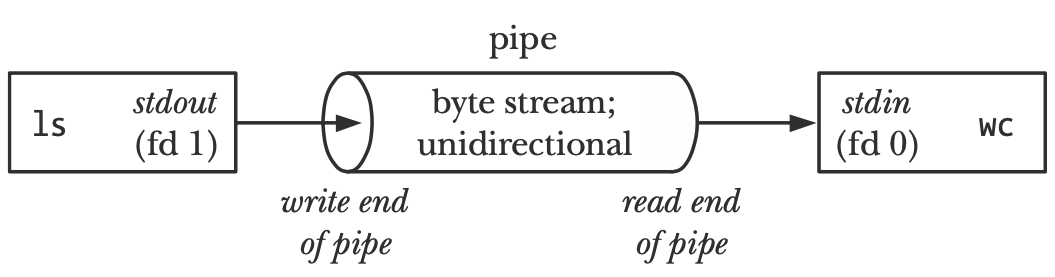 pipe
ls
stdout
(fd 1)
byte stream;
unidirectional
stdin
(fd 0)
wc
write end
of pipe
read end
of pipe